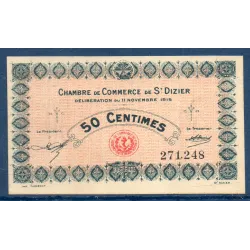 CHAMBRE DE COMMERCE DE ST DIZIER
DÉLIBÉRATION DU 11 NOVEMBRE 1915
Le Président Le Trésorier
50 CENTIMES
271.248